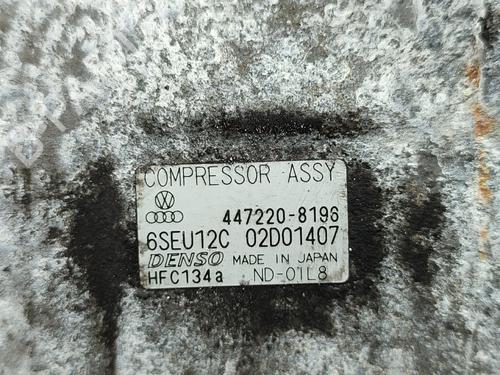 COMPRESSOR ASSY
447220-8196
6SEU12C 02D01407
DENSO MADE IN JAPAN
HFC134a ND-OIL8